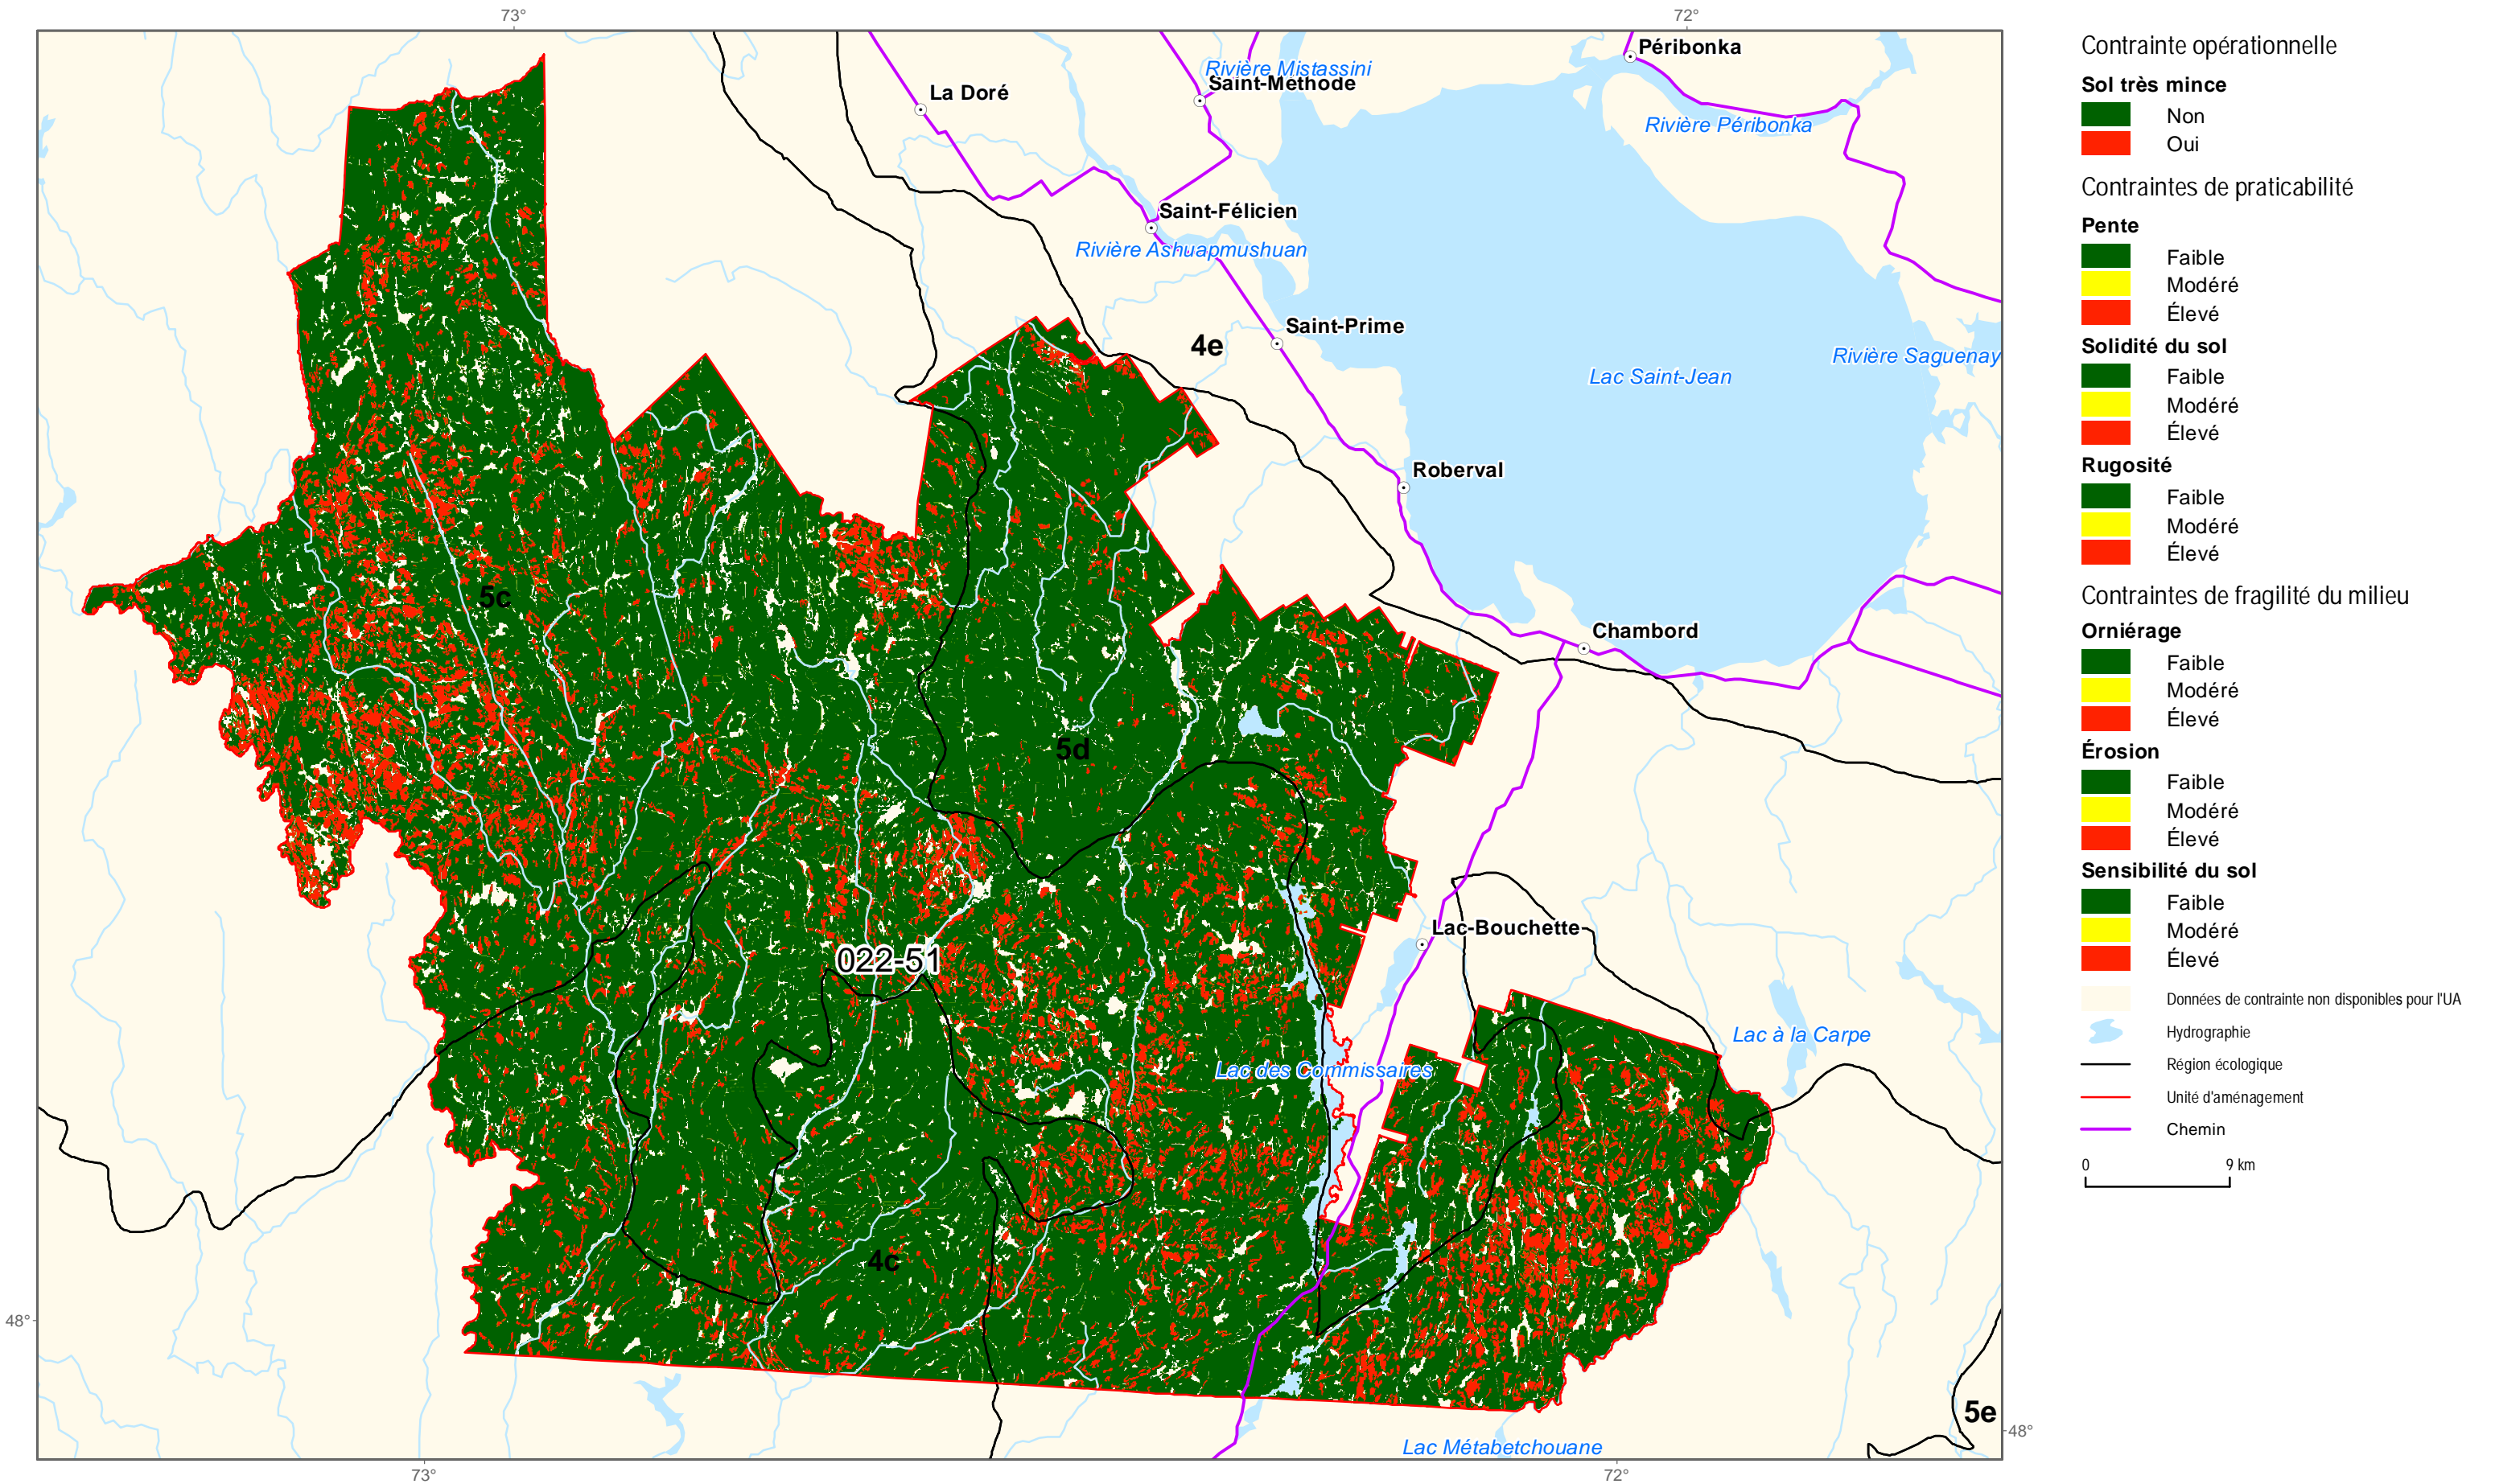 73°
72°
Péribonka
Rivière Mistassini
Saint-Méthode
La Doré
Rivière Péribonka
Saint-Félicien
Rivière Ashuapmushuan
Saint-Prime
4e
Rivière Saguenay
Lac Saint-Jean
Roberval
5c
Chambord
5d
Lac-Bouchette
022-51
Lac à la Carpe
Lac des Commissaires
4c
48°
5e
48°
Lac Métabetchouane
73°
72°
Contrainte opérationnelle
Sol très mince
Non
Oui
Contraintes de praticabilité
Pente
Faible
Modéré
Élevé
Solidité du sol
Faible
Modéré
Élevé
Rugosité
Faible
Modéré
Élevé
Contraintes de fragilité du milieu
Orniérage
Faible
Modéré
Élevé
Érosion
Faible
Modéré
Élevé
Sensibilité du sol
Faible
Modéré
Élevé
Données de contrainte non disponibles pour l'UA
Hydrographie
Région écologique
Unité d'aménagement
Chemin
0 9 km